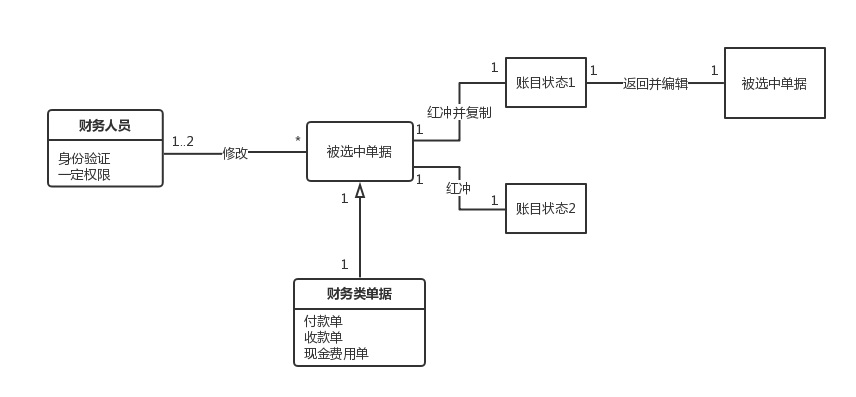 财务人员
身份验证
一定权限
1..2
修改
*
被选中单据
1
红冲并复制
1
账目状态1
1
返回并编辑
1
被选中单据
1
红冲
1
账目状态2
1
1
财务类单据
付款单
收款单
现金费用单